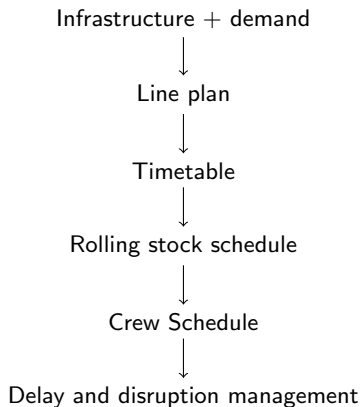 Infrastructure + demand
Line plan
Timetable
Rolling stock schedule
Crew Schedule
Delay and disruption management